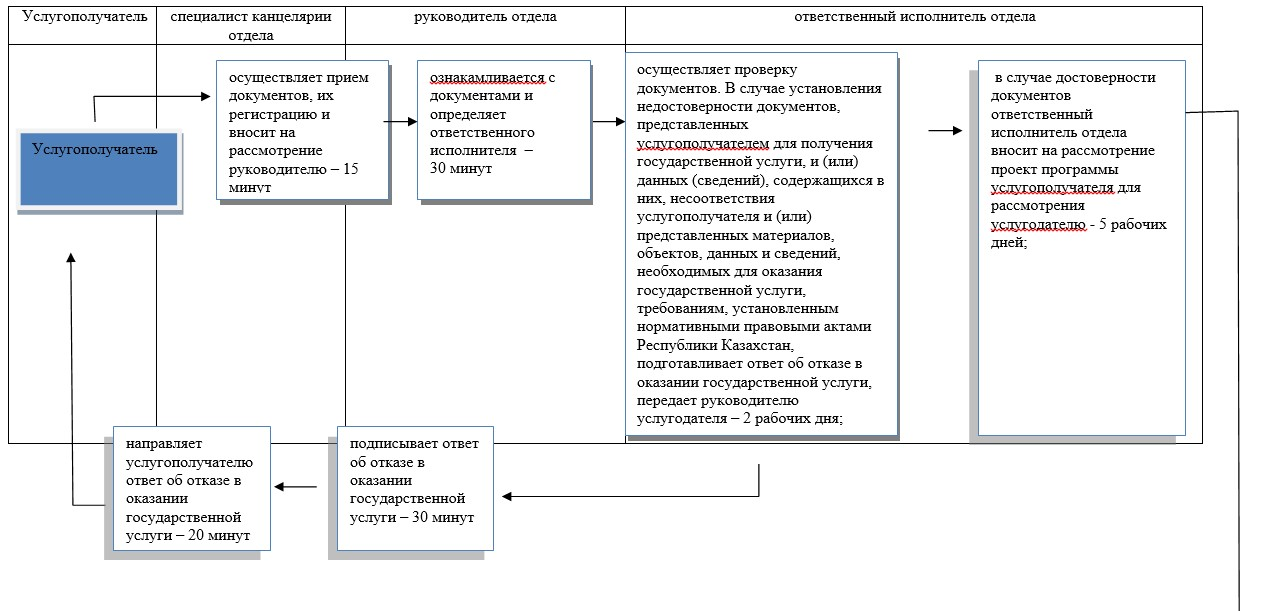 Услугополучатель
специалист канцелярии
отдела
руководитель отдела
ответственный исполнитель отдела
Услугополучатель
осуществляет прием
документов, их
регистрацию и
вносит на
рассмотрение
руководителю – 15
минут
ознакамливается с
документами и
определяет
ответственного
исполнителя –
30 минут
осуществляет проверку
документов. В случае установления
недостоверности документов,
представленных
услугополучателем для получения
государственной услуги, и (или)
данных (сведений), содержащихся в
них, несоответствия
услугополучателя и (или)
представленных материалов,
объектов, данных и сведений,
необходимых для оказания
государственной услуги,
требованиям, установленным
нормативными правовыми актами
Республики Казахстан,
подготавливает ответ об отказе в
оказании государственной услуги,
передает руководителю
услугодателя – 2 рабочих дня;
в случае достоверности
документов
ответственный
исполнитель отдела
вносит на рассмотрение
проект программы
услугополучателя для
рассмотрения
услугодателю - 5 рабочих
дней;
направляет
услугополучателю
ответ об отказе в
оказании
государственной
услуги – 20 минут
подписывает ответ
об отказе в
оказании
государственной
услуги – 30 минут